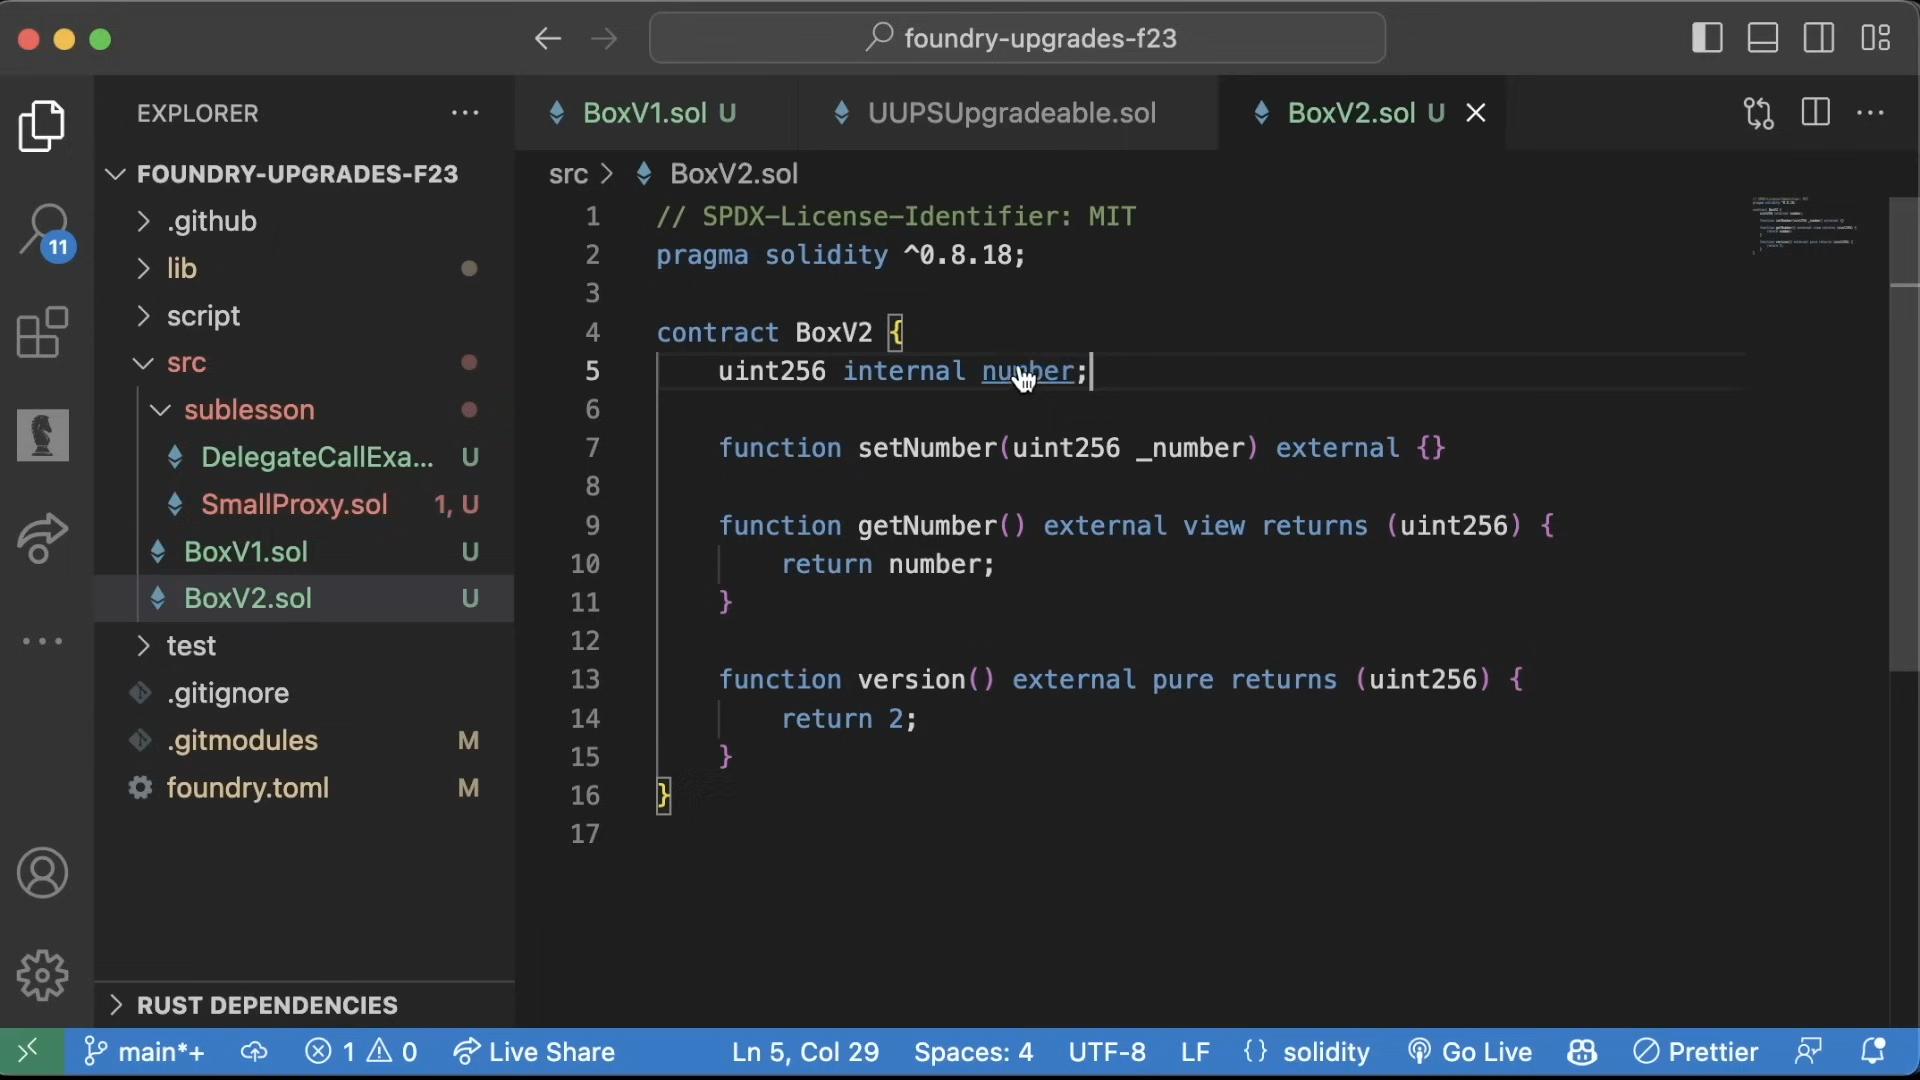 foundry-upgrades-f23
EXPLORER
BoxV1.sol U
UUPSUpgradeable.sol
BoxV2.sol U
FOUNDRY-UPGRADES-F23
.github
11
lib
script
src
sublesson
DelegateCallExa... U
SmallProxy.sol 1, U
BoxV1.sol U
BoxV2.sol U
test
.gitignore
.gitmodules M
foundry.toml M
RUST DEPENDENCIES
src > BoxV2.sol
1 // SPDX-License-Identifier: MIT
2 pragma solidity ^0.8.18;
3
4 contract BoxV2 {
5 uint256 internal number;
6
7 function setNumber(uint256 _number) external {}
8
9 function getNumber() external view returns (uint256) {
10 return number;
11 }
12
13 function version() external pure returns (uint256) {
14 return 2;
15 }
16 }
17
main*+ 1 0 Live Share Ln 5, Col 29 Spaces: 4 UTF-8 LF {} solidity Go Live Prettier